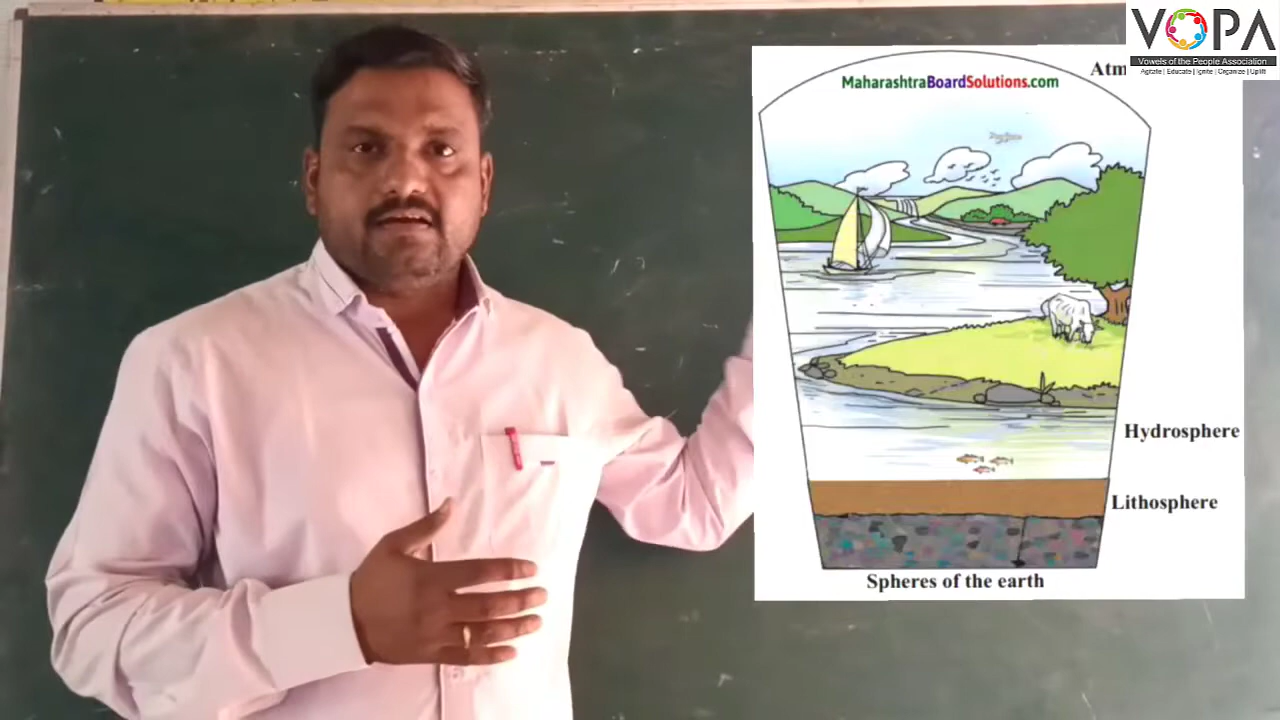 VOPA
Vowels of the People Association
Agitate | Educate | Ignite | Organize | Uplift
Atm
MaharashtraBoardSolutions.com
Hydrosphere
Lithosphere
Spheres of the earth